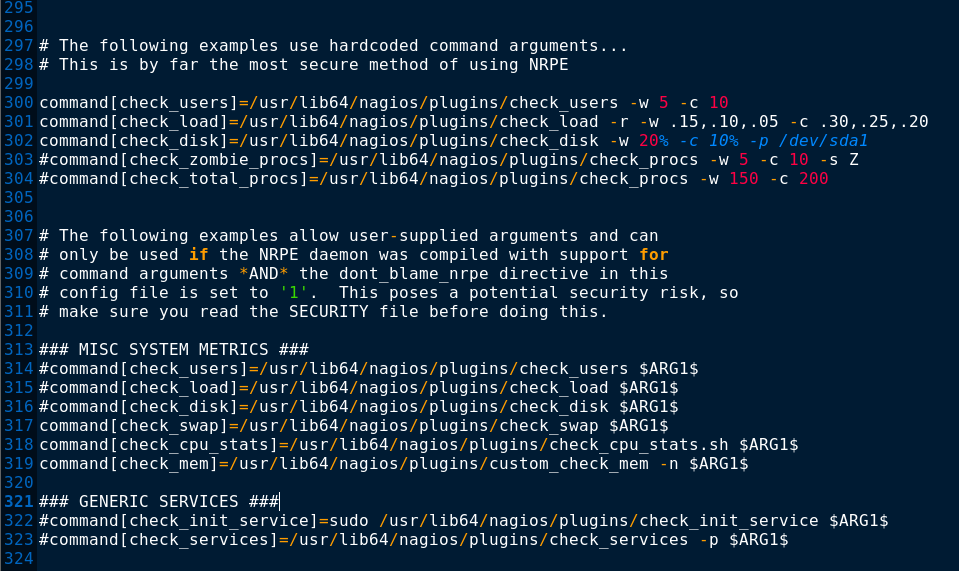 295
296
297 # The following examples use hardcoded command arguments...
298 # This is by far the most secure method of using NRPE
299
300 command[check_users]=/usr/lib64/nagios/plugins/check_users -w 5 -c 10
301 command[check_load]=/usr/lib64/nagios/plugins/check_load -r -w .15,.10,.05 -c .30,.25,.20
302 command[check_disk]=/usr/lib64/nagios/plugins/check_disk -w 20% -c 10% -p /dev/sda1
303 #command[check_zombie_procs]=/usr/lib64/nagios/plugins/check_procs -w 5 -c 10 -s Z
304 #command[check_total_procs]=/usr/lib64/nagios/plugins/check_procs -w 150 -c 200
305
306
307 # The following examples allow user-supplied arguments and can
308 # only be used if the NRPE daemon was compiled with support for
309 # command arguments *AND* the dont_blame_nrpe directive in this
310 # config file is set to '1'.  This poses a potential security risk, so
311 # make sure you read the SECURITY file before doing this.
312
313 ### MISC SYSTEM METRICS ###
314 #command[check_users]=/usr/lib64/nagios/plugins/check_users $ARG1$
315 #command[check_load]=/usr/lib64/nagios/plugins/check_load $ARG1$
316 #command[check_disk]=/usr/lib64/nagios/plugins/check_disk $ARG1$
317 command[check_swap]=/usr/lib64/nagios/plugins/check_swap $ARG1$
318 command[check_cpu_stats]=/usr/lib64/nagios/plugins/check_cpu_stats.sh $ARG1$
319 command[check_mem]=/usr/lib64/nagios/plugins/custom_check_mem -n $ARG1$
320
321 ### GENERIC SERVICES ###
322 #command[check_init_service]=sudo /usr/lib64/nagios/plugins/check_init_service $ARG1$
323 #command[check_services]=/usr/lib64/nagios/plugins/check_services -p $ARG1$
324